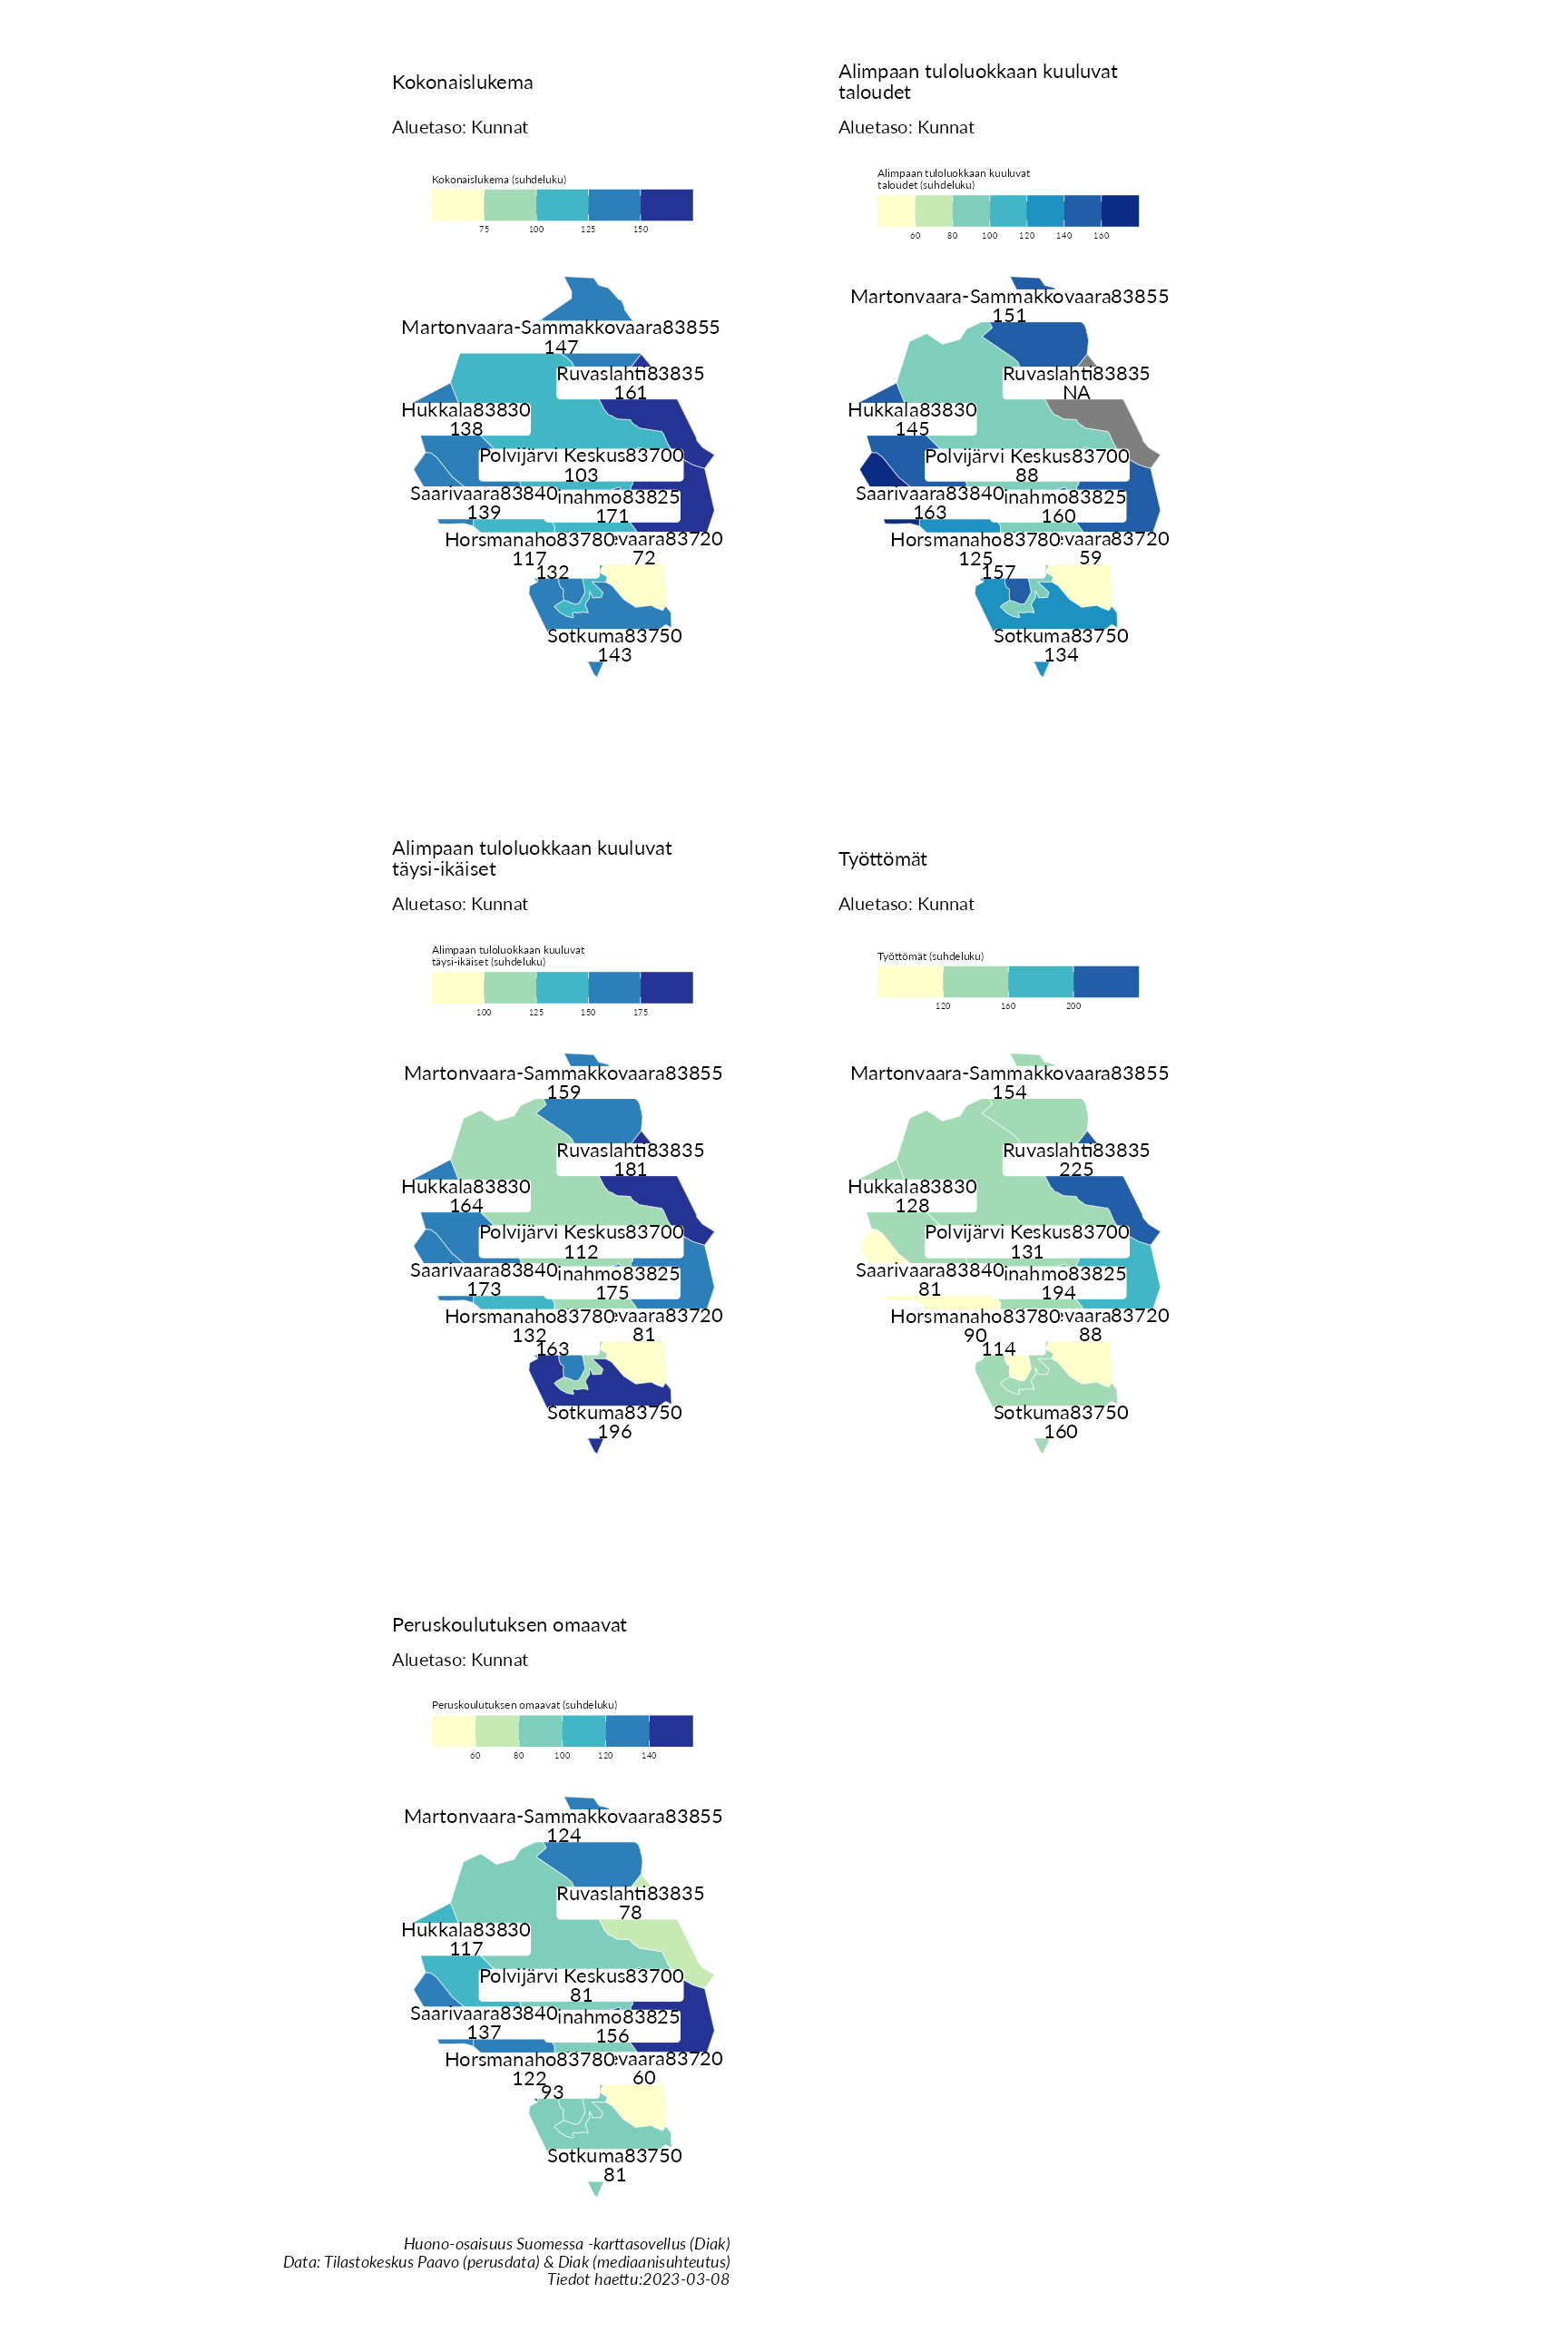 Kokonaislukema
Aluetaso: Kunnat
Kokonaislukema (suhdeluku)
75 100 125 150
Martonvaara-Sammakkovaara83855
147
Ruvaslahti83835
161
Hukkala83830
138
Polvijärvi Keskus83700
103
Saarivaara83840
139
inahmo83825
171
Horsmanaho83780
117
vaara83720
72
132
Sotkuma83750
143
Alimpaan tuloluokkaan kuuluvat
taloudet
Aluetaso: Kunnat
Alimpaan tuloluokkaan kuuluvat
taloudet (suhdeluku)
60 80 100 120 140 160
Martonvaara-Sammakkovaara83855
151
Ruvaslahti83835
NA
Hukkala83830
145
Polvijärvi Keskus83700
88
Saarivaara83840
163
inahmo83825
160
Horsmanaho83780
125
vaara83720
59
157
Sotkuma83750
134
Alimpaan tuloluokkaan kuuluvat
täysi-ikäiset
Aluetaso: Kunnat
Alimpaan tuloluokkaan kuuluvat
täysi-ikäiset (suhdeluku)
100 125 150 175
Martonvaara-Sammakkovaara83855
159
Ruvaslahti83835
181
Hukkala83830
164
Polvijärvi Keskus83700
112
Saarivaara83840
173
inahmo83825
175
Horsmanaho83780
132
vaara83720
81
163
Sotkuma83750
196
Työttömät
Aluetaso: Kunnat
Työttömät (suhdeluku)
120 160 200
Martonvaara-Sammakkovaara83855
154
Ruvaslahti83835
225
Hukkala83830
128
Polvijärvi Keskus83700
131
Saarivaara83840
81
inahmo83825
194
Horsmanaho83780
90
vaara83720
88
114
Sotkuma83750
160
Peruskoulutuksen omaavat
Aluetaso: Kunnat
Peruskoulutuksen omaavat (suhdeluku)
60 80 100 120 140
Martonvaara-Sammakkovaara83855
124
Ruvaslahti83835
78
Hukkala83830
117
Polvijärvi Keskus83700
81
Saarivaara83840
137
inahmo83825
156
Horsmanaho83780
122
vaara83720
60
93
Sotkuma83750
81
Huono-osaisuus Suomessa -karttasovellus (Diak)
Data: Tilastokeskus Paavo (perusdata) & Diak (mediaanisuhteutus)
Tiedot haettu:2023-03-08